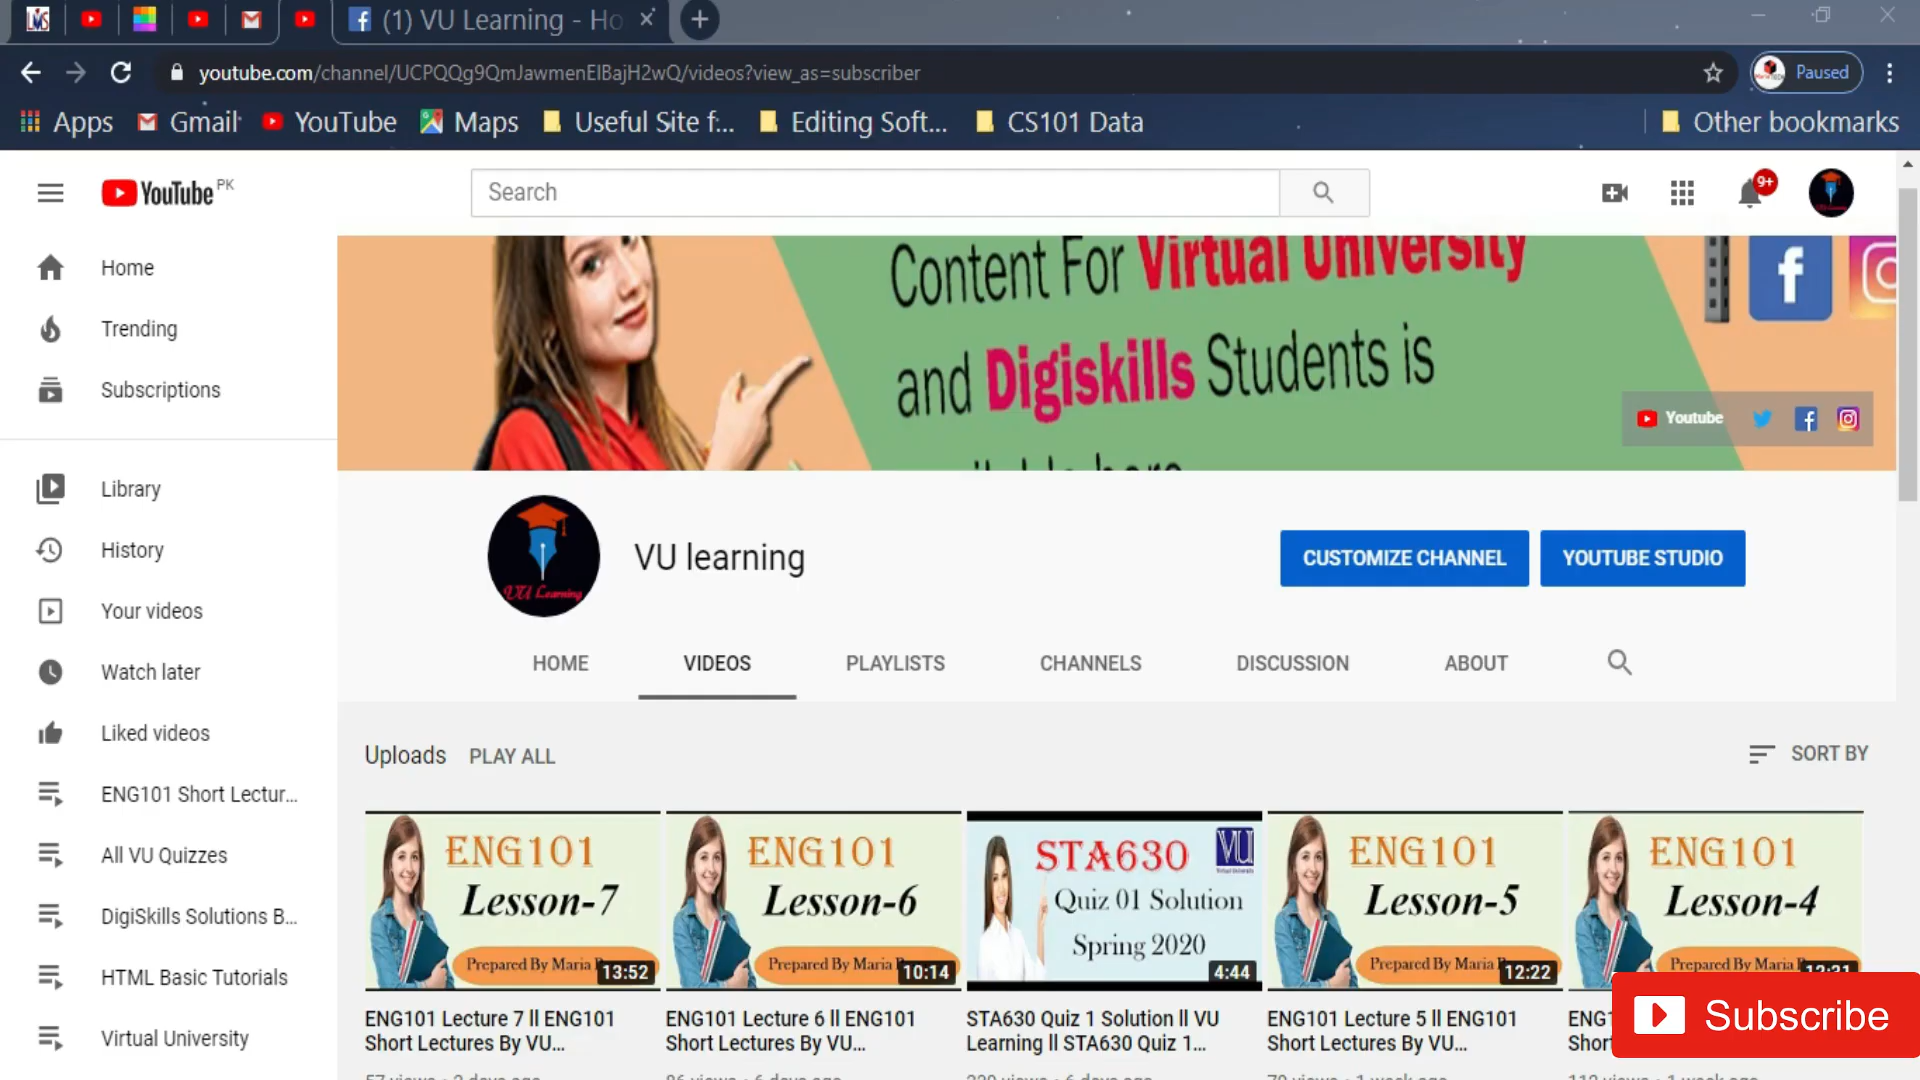 (1) VU Learning - Ho
youtube.com/channel/UCPQQg9QmJawmenEIBajH2wQ/videos?view_as=subscriber
Paused
Apps
Gmail
YouTube
Maps
Useful Site f...
Editing Soft...
CS101 Data
Other bookmarks
YouTube PK
Search
9+
Home
Trending
Subscriptions
Library
History
Your videos
Watch later
Liked videos
ENG101 Short Lectur...
All VU Quizzes
DigiSkills Solutions B...
HTML Basic Tutorials
Virtual University
Content For Virtual University
and Digiskills Students is
Youtube
VU Learning
VU learning
CUSTOMIZE CHANNEL
YOUTUBE STUDIO
HOME
VIDEOS
PLAYLISTS
CHANNELS
DISCUSSION
ABOUT
Uploads
PLAY ALL
SORT BY
ENG101
Lesson-7
Prepared By Maria
13:52
ENG101 Lecture 7 ll ENG101
Short Lectures By VU...
ENG101
Lesson-6
Prepared By Maria
10:14
ENG101 Lecture 6 ll ENG101
Short Lectures By VU...
STA630
VU
Quiz 01 Solution
Spring 2020
4:44
STA630 Quiz 1 Solution ll VU
Learning ll STA630 Quiz 1...
ENG101
Lesson-5
Prepared By Maria
12:22
ENG101 Lecture 5 ll ENG101
Short Lectures By VU...
ENG101
Lesson-4
Prepared By Maria
Subscribe